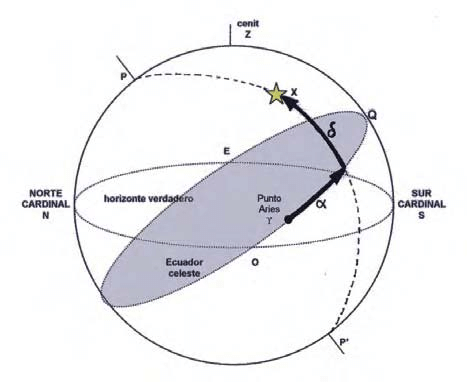 cenit
Z
P
X
δ
Q
E
NORTE
CARDINAL
N
horizonte verdadero
Punto
Aries
ϒ
α
SUR
CARDINAL
S
Ecuador
celeste
O
P'